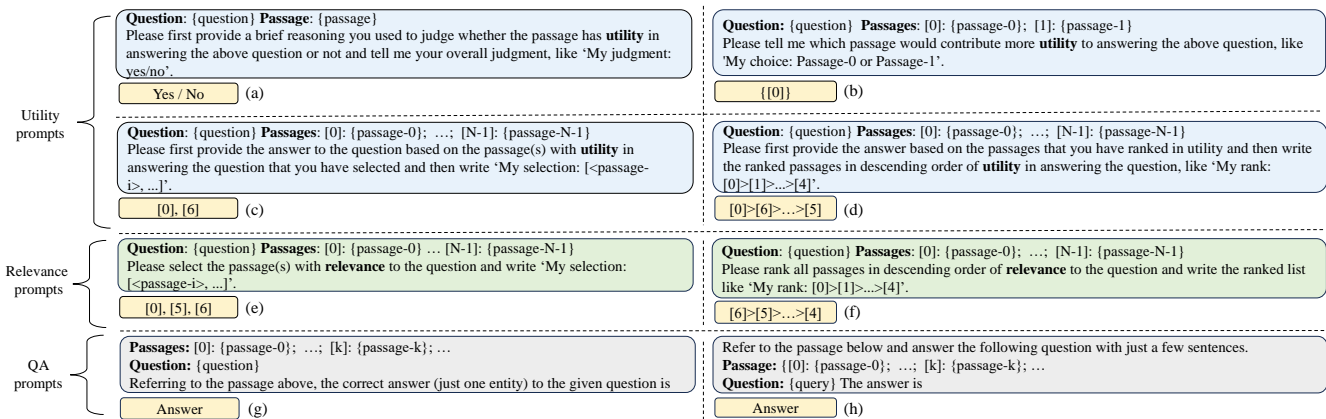 Utility
prompts
Question: {question} Passage: {passage}
Please first provide a brief reasoning you used to judge whether the passage has utility in
answering the above question or not and tell me your overall judgment, like ‘My judgment:
yes/no’.
Yes / No
(a)
Question: {question} Passages: [0]: {passage-0}; [1]: {passage-1}
Please tell me which passage would contribute more utility to answering the above question, like
'My choice: Passage-0 or Passage-1’.
{[0]}
(b)
Question: {question} Passages: [0]: {passage-0}; …; [N-1]: {passage-N-1}
Please first provide the answer to the question based on the passage(s) with utility in
answering the question that you have selected and then write ‘My selection: [<passage-
i>, ...]’.
[0], [6]
(c)
Question: {question} Passages: [0]: {passage-0}; …; [N-1]: {passage-N-1}
Please first provide the answer based on the passages that you have ranked in utility and then write
the ranked passages in descending order of utility in answering the question, like ‘My rank:
[0]>[1]>...>[4]’.
[0]>[6]>…>[5]
(d)
Relevance
prompts
Question: {question} Passages: [0]: {passage-0} … [N-1]: {passage-N-1}
Please select the passage(s) with relevance to the question and write ‘My selection:
[<passage-i>, ...]’.
[0], [5], [6]
(e)
Question: {question} Passages: [0]: {passage-0}; …; [N-1]: {passage-N-1}
Please rank all passages in descending order of relevance to the question and write the ranked list
like ‘My rank: [0]>[1]>...>[4]’.
[6]>[5]>…>[4]
(f)
QA
prompts
Passages: [0]: {passage-0}; …; [k]: {passage-k}; …
Question: {question}
Referring to the passage above, the correct answer (just one entity) to the given question is
Answer
(g)
Refer to the passage below and answer the following question with just a few sentences.
Passage: {[0]: {passage-0}; …; [k]: {passage-k}; …
Question: {query} The answer is
Answer
(h)